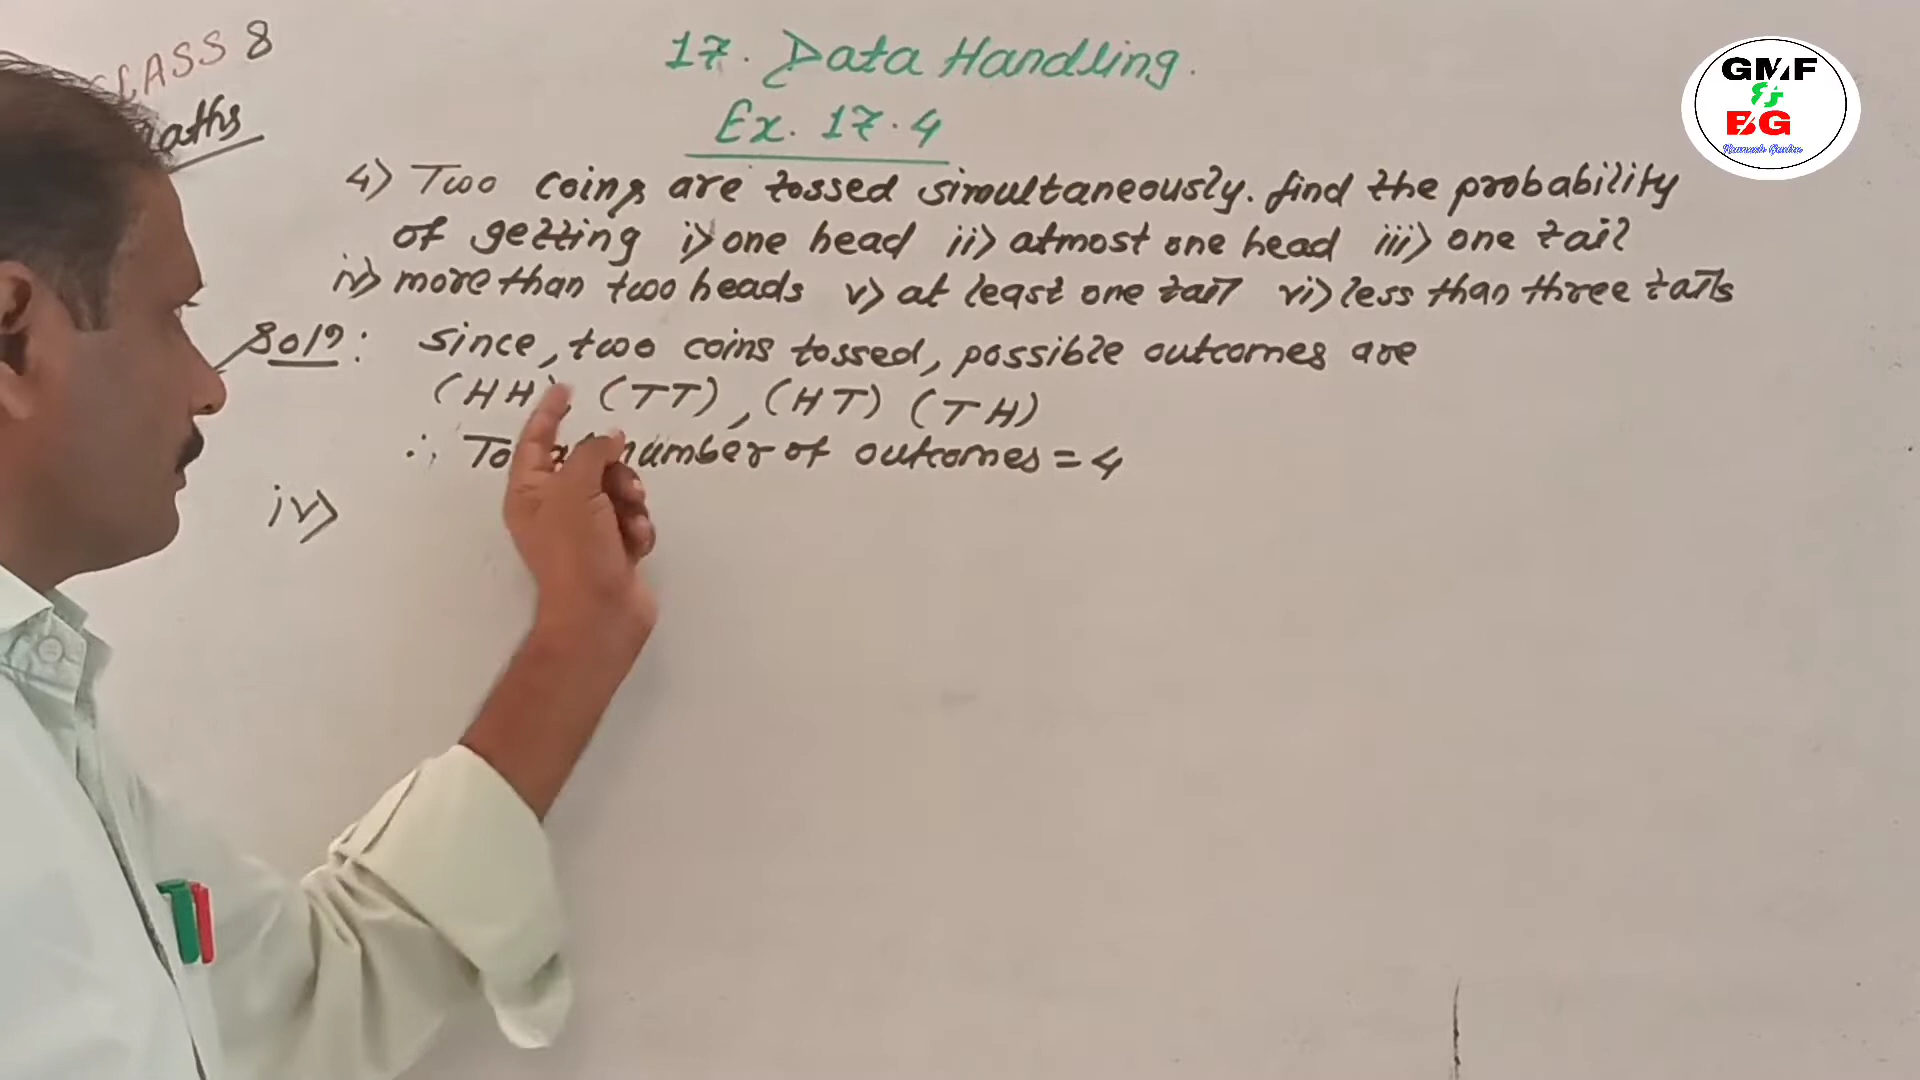 CLASS 8
17. Data Handling.
GMF
&
BG
Ex. 17.4
4) Two coins are tossed simultaneously. find the probability
of getting i) one head ii) atmost one head iii) one tail
iv) more than two heads v) at least one tail vi) less than three tails
Soln: Since, two coins tossed, possible outcomes are
(HH), (TT), (HT) (TH)
∴ number of outcomes = 4
iv)